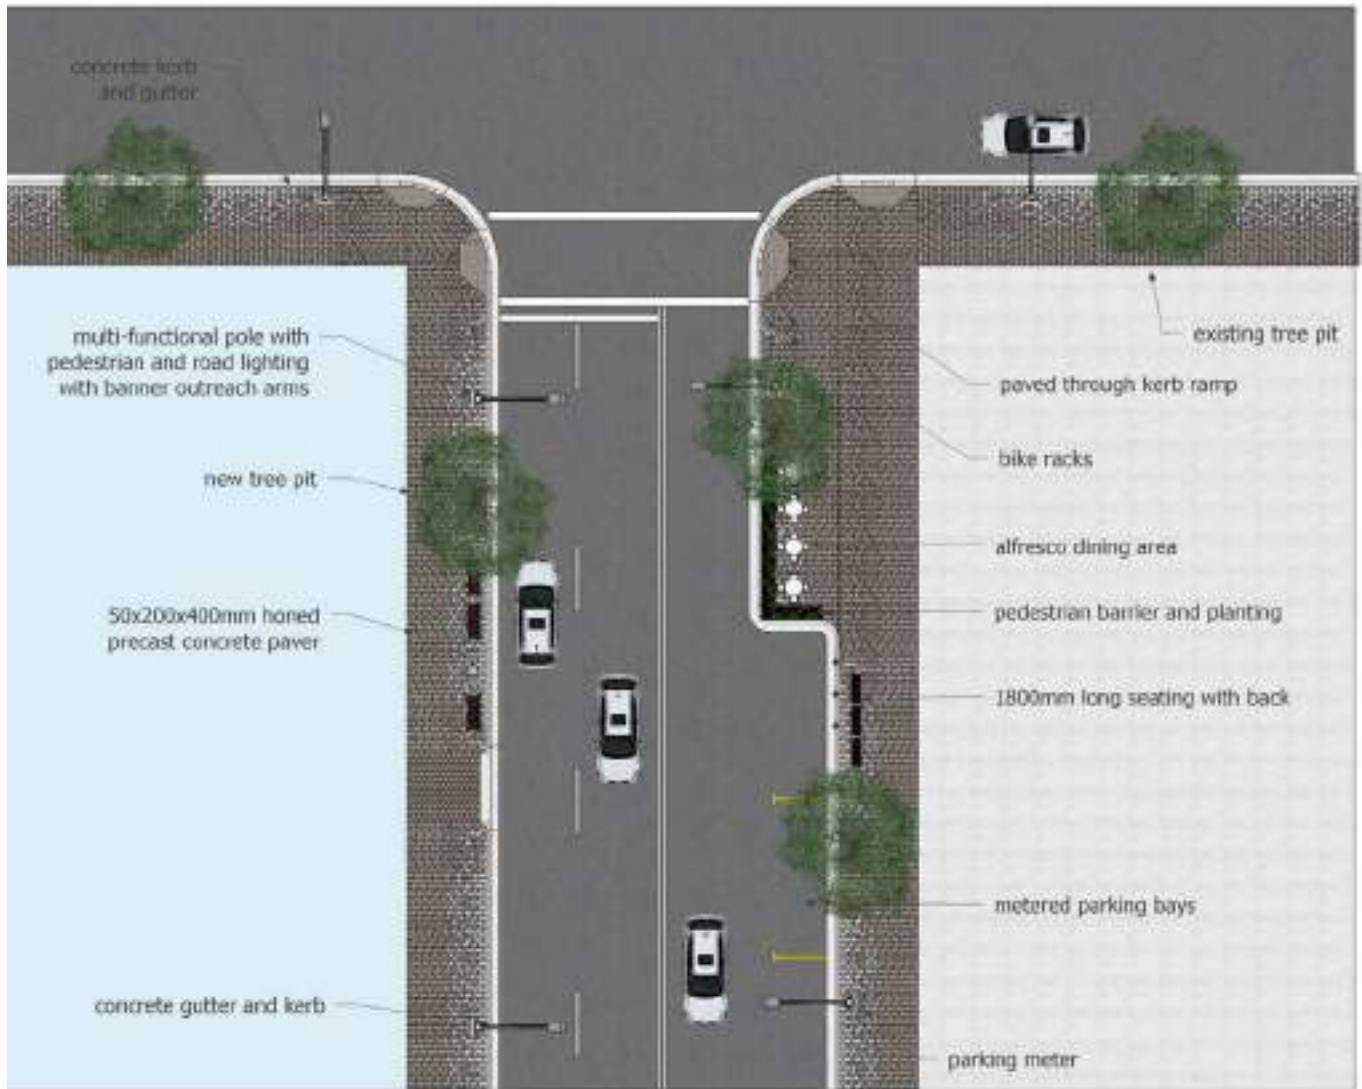 concrete kerb
and gutter
multi-functional pole with
pedestrian and road lighting
with banner outreach arms
new tree pit
50x200x400mm honed
precast concrete paver
concrete gutter and kerb
existing tree pit
paved through kerb ramp
bike racks
alfresco dining area
pedestrian barrier and planting
1800mm long seating with back
metered parking bays
parking meter